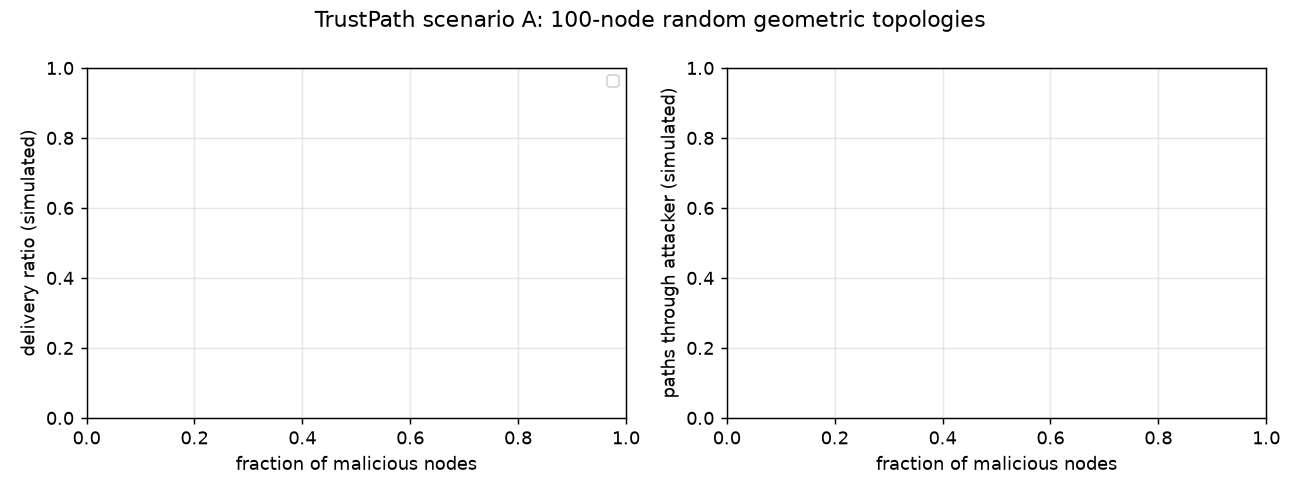 TrustPath scenario A: 100-node random geometric topologies
delivery ratio (simulated)
1.0
0.8
0.6
0.4
0.2
0.0
0.0 0.2 0.4 0.6 0.8 1.0
fraction of malicious nodes
paths through attacker (simulated)
1.0
0.8
0.6
0.4
0.2
0.0
0.0 0.2 0.4 0.6 0.8 1.0
fraction of malicious nodes